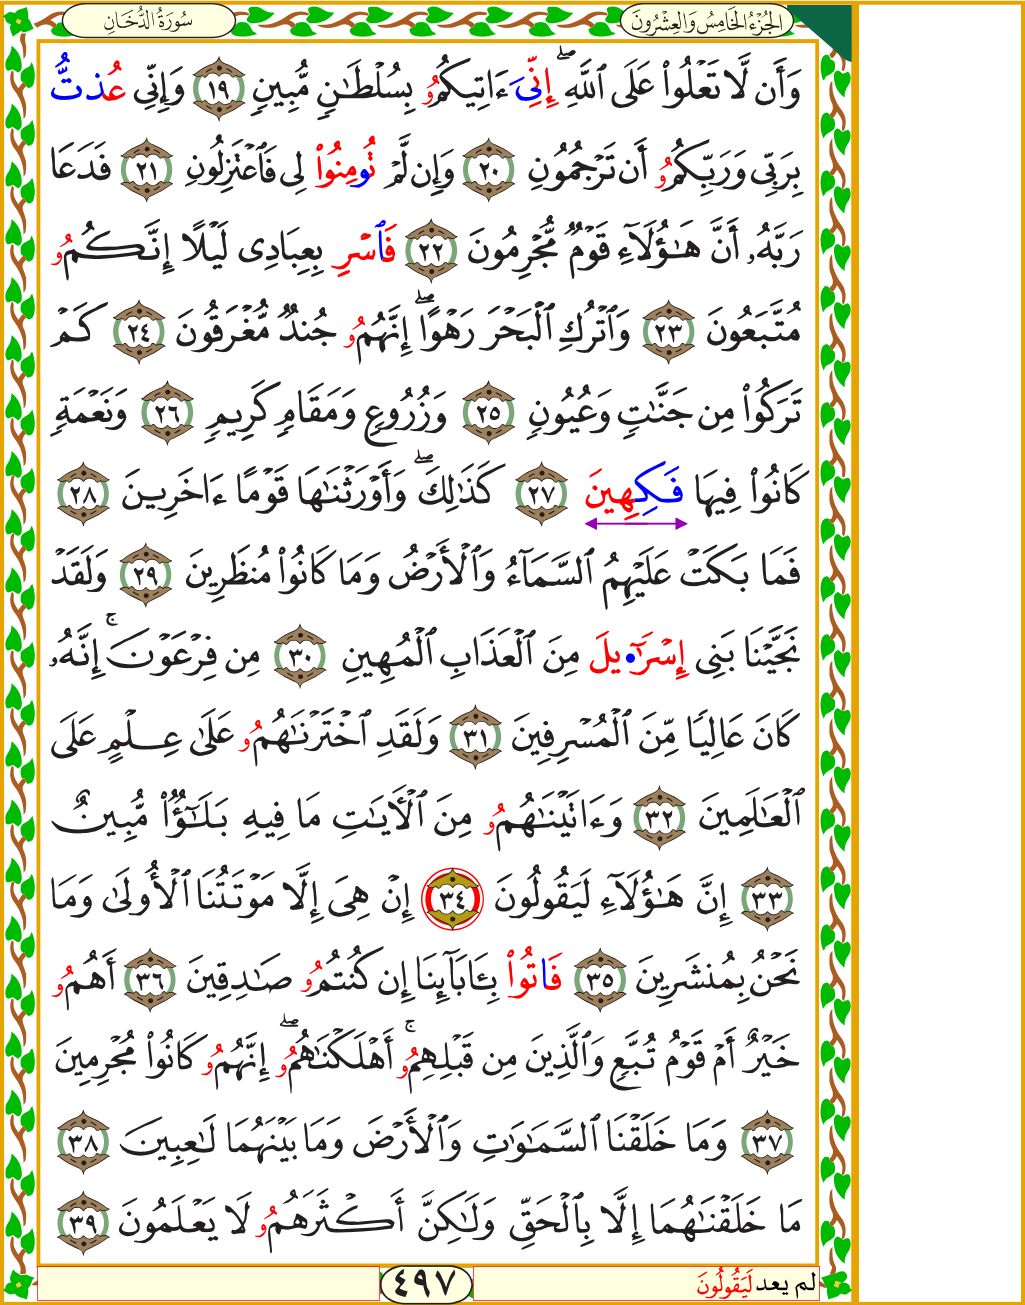 الجُزْءُ الخَامِسُ وَالعِشْرُونَ
سُورَةُ الدُّخَانِ
وَأَن لَّا تَعْلُوا۟ عَلَى ٱللَّهِ ۖ إِنِّىَ ءَاتِيكُمُۥ بِسُلْطَٰنٍ مُّبِينٍ ١٩ وَإِنِّى عُذتُّ
بِرَبِّى وَرَبِّكُمُۥ أَن تَرْجُمُونِ ٢٠ وَإِن لَّمْ تُومِنُوا۟ لِى فَٱعْتَزِلُونِ ٢١ فَدَعَا
رَبَّهُۥ أَنَّ هَٰٓؤُلَآءِ قَوْمٌ مُّجْرِمُونَ ٢٢ فَٱسْرِ بِعِبَادِى لَيْلًا إِنَّكُمُۥ
مُتَّبَعُونَ ٢٣ وَٱتْرُكِ ٱلْبَحْرَ رَهْوًا ۖ إِنَّهُمُۥ جُندٌ مُّغْرَقُونَ ٢٤ كَمْ
تَرَكُوا۟ مِن جَنَّٰتٍ وَعُيُونٍ ٢٥ وَزُرُوعٍ وَمَقَامٍ كَرِيمٍ ٢٦ وَنَعْمَةٍ
كَانُوا۟ فِيهَا فَكِهِينَ ٢٧ كَذَٰلِكَ ۖ وَأَوْرَثْنَٰهَا قَوْمًا ءَاخَرِينَ ٢٨
فَمَا بَكَتْ عَلَيْهِمُ ٱلسَّمَآءُ وَٱلْأَرْضُ وَمَا كَانُوا۟ مُنظَرِينَ ٢٩ وَلَقَدْ
نَجَّيْنَا بَنِى إِسْرَٰٓ•يلَ مِنَ ٱلْعَذَابِ ٱلْمُهِينِ ٣٠ مِن فِرْعَوْنَ ۚ إِنَّهُۥ
كَانَ عَالِيًا مِّنَ ٱلْمُسْرِفِينَ ٣١ وَلَقَدِ ٱخْتَرْنَٰهُمُۥ عَلَىٰ عِلْمٍ عَلَى
ٱلْعَٰلَمِينَ ٣٢ وَءَاتَيْنَٰهُمُۥ مِنَ ٱلْأٓيَٰتِ مَا فِيهِ بَلَٰٓؤٌا۟ مُّبِينٌ
٣٣ إِنَّ هَٰٓؤُلَآءِ لَيَقُولُونَ ٣٤ إِنْ هِىَ إِلَّا مَوْتَتُنَا ٱلْأُولَىٰ وَمَا
نَحْنُ بِمُنشَرِينَ ٣٥ فَاتُوا۟ بِـَٔابَآئِنَا إِن كُنتُمُۥ صَٰدِقِينَ ٣٦ أَهُمُۥ
خَيْرٌ أَمْ قَوْمُ تُبَّعٍ وَٱلَّذِينَ مِن قَبْلِهِمُۥ ۚ أَهْلَكْنَٰهُمُۥ ۖ إِنَّهُمُۥ كَانُوا۟ مُجْرِمِينَ
٣٧ وَمَا خَلَقْنَا ٱلسَّمَٰوَٰتِ وَٱلْأَرْضَ وَمَا بَيْنَهُمَا لَٰعِبِينَ ٣٨
مَا خَلَقْنَٰهُمَا إِلَّا بِٱلْحَقِّ وَلَٰكِنَّ أَكْثَرَهُمُۥ لَا يَعْلَمُونَ ٣٩
لم يعد لَيَقُولُونَ
٤٩٧